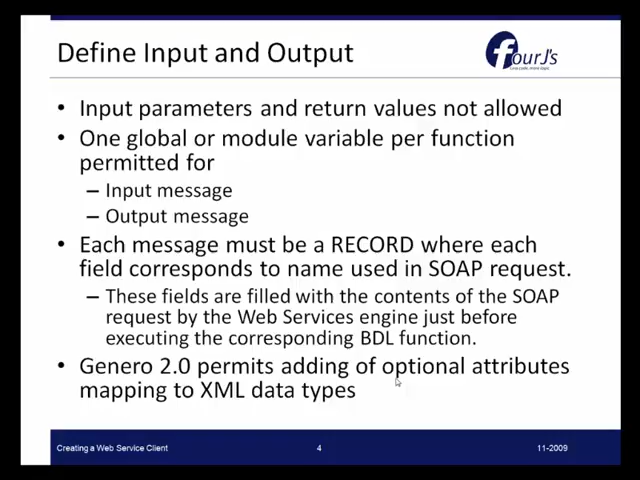 Define Input and Output
fourJ's
• Input parameters and return values not allowed
• One global or module variable per function
permitted for
– Input message
– Output message
• Each message must be a RECORD where each
field corresponds to name used in SOAP request.
– These fields are filled with the contents of the SOAP
request by the Web Services engine just before
executing the corresponding BDL function.
• Genero 2.0 permits adding of optional attributes
mapping to XML data types
Creating a Web Service Client
4
11-2009